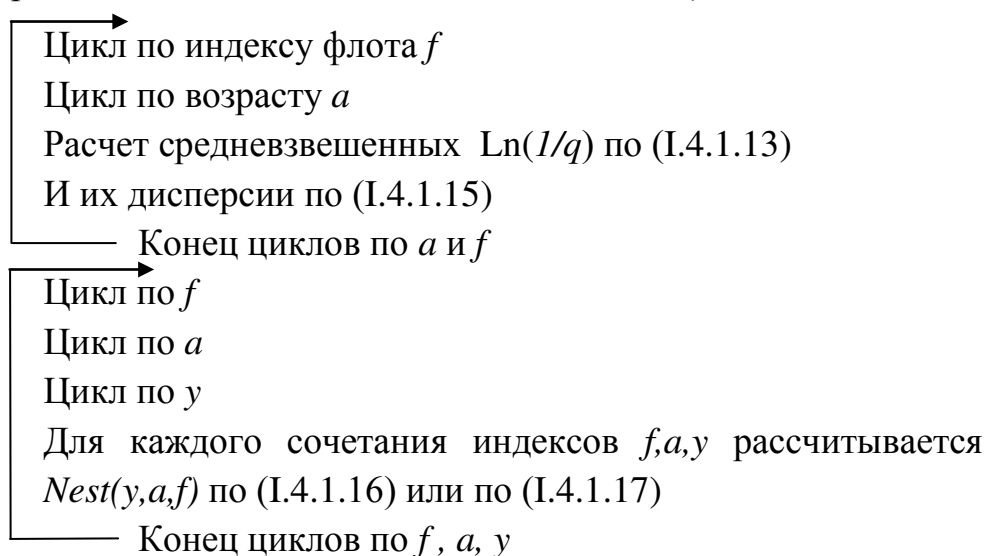 Цикл по индексу флота f
Цикл по возрасту a
Расчет средневзвешенных Ln(1/q) по (I.4.1.13)
И их дисперсии по (I.4.1.15)
Конец циклов по a и f
Цикл по f
Цикл по a
Цикл по y
Для каждого сочетания индексов f,a,y рассчитывается
Nest(y,a,f) по (I.4.1.16) или по (I.4.1.17)
Конец циклов по f , a, y